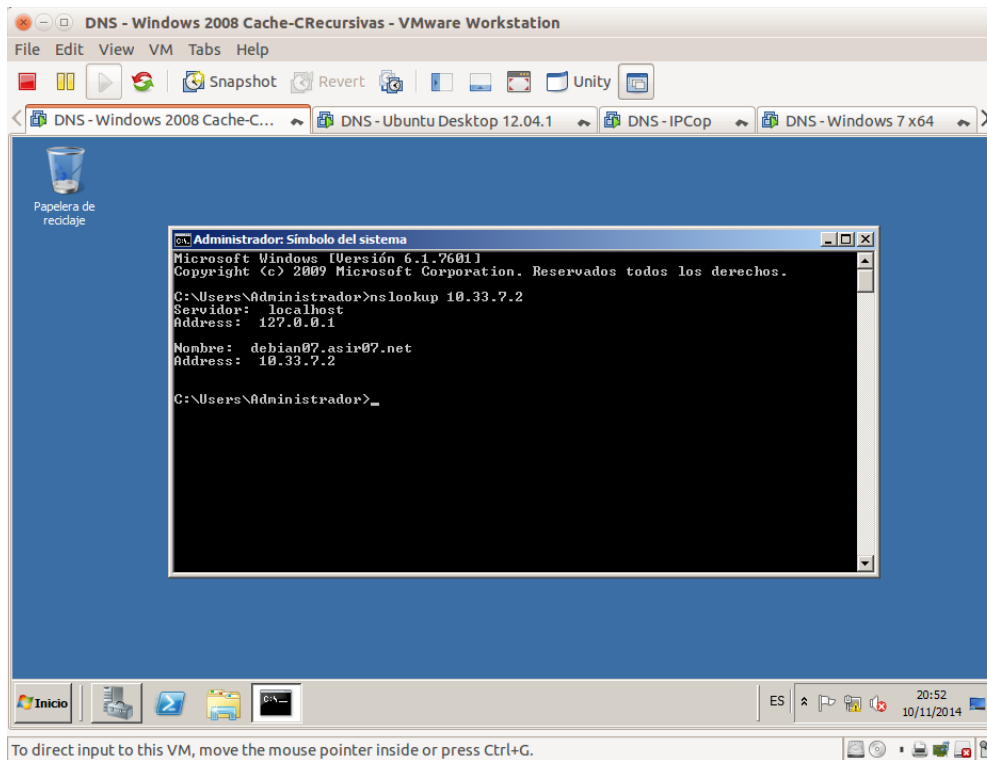 DNS - Windows 2008 Cache-CRecursivas - VMware Workstation
File Edit View VM Tabs Help
Snapshot Revert Unity
DNS - Windows 2008 Cache-C... DNS - Ubuntu Desktop 12.04.1 DNS - IPCop DNS - Windows 7 x64
Papelera de
reciclaje
Administrador: Símbolo del sistema
Microsoft Windows [Versión 6.1.7601]
Copyright (c) 2009 Microsoft Corporation. Reservados todos los derechos.
C:\Users\Administrador>nslookup 10.33.7.2
Servidor:  localhost
Address:  127.0.0.1
Nombre:  debian07.asir07.net
Address:  10.33.7.2
C:\Users\Administrador>_
Inicio
ES
20:52
10/11/2014
To direct input to this VM, move the mouse pointer inside or press Ctrl+G.